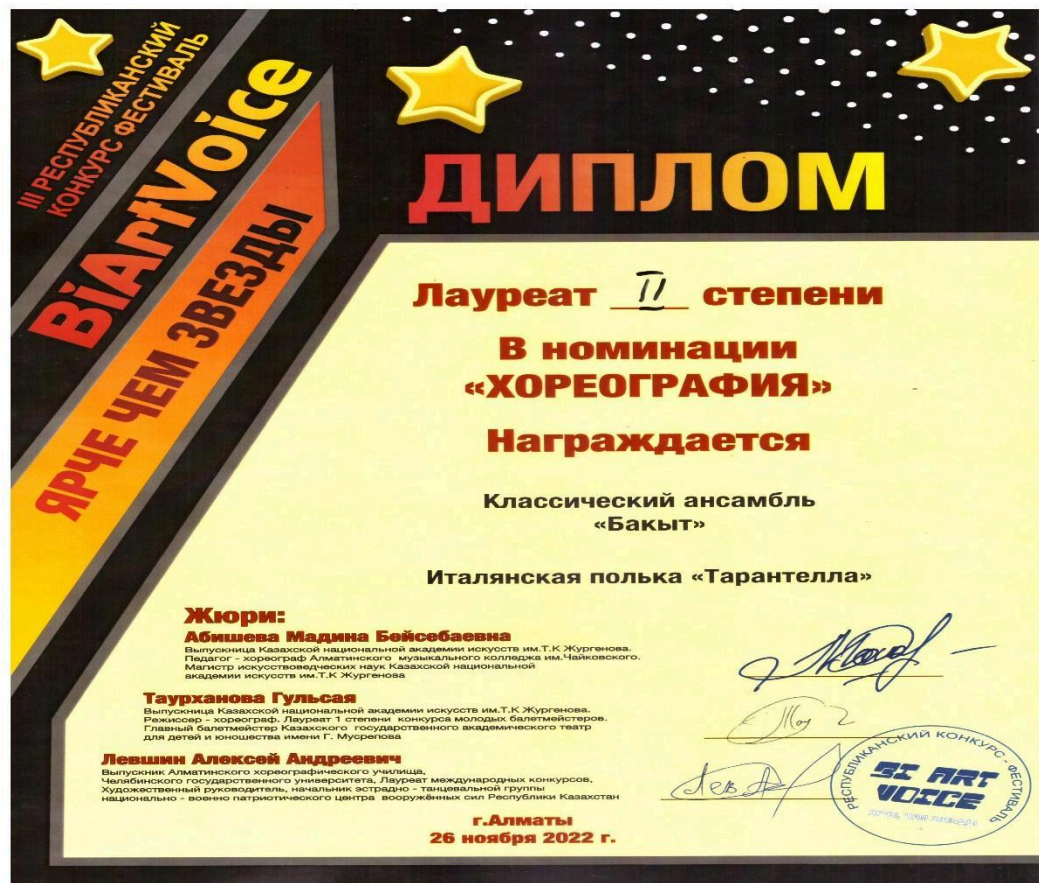 III РЕСПУБЛИКАНСКИЙ
КОНКУРС ФЕСТИВАЛЬ
BiArtVoice
ЯРЧЕ ЧЕМ ЗВЕЗДЫ
ДИПЛОМ
Лауреат II степени
В номинации
«ХОРЕОГРАФИЯ»
Награждается
Классический ансамбль
«Бакыт»
Италянская полька «Тарантелла»
Жюри:
Абишева Мадина Бейсебаевна
Выпускница Казахской национальной академии искусств им.Т.К Жургенова.
Педагог - хореограф Алматинского музыкального колледжа им.Чайковского.
Магистр искусствоведческих наук Казахской национальной
академии искусств им.Т.К Жургенова
Таурханова Гульсая
Выпускница Казахской национальной академии искусств им.Т.К Жургенова.
Режиссер - хореограф. Лауреат 1 степени конкурса молодых балетмейстеров.
Главный балетмейстер Казахского государственного академического театр
для детей и юношества имени Г. Мусрепова
Левшин Алексей Андреевич
Выпускник Алматинского хореографического училища,
Челябинского государственного университета, Лауреат международных конкурсов,
Художественный руководитель, начальник эстрадно - танцевальной группы
национально - военно патриотического центра вооружённых сил Республики Казахстан
РЕСПУБЛИКАНСКИЙ КОНКУРС - ФЕСТИВАЛЬ
BI ART
VOICE
г.Алматы
26 ноября 2022 г.